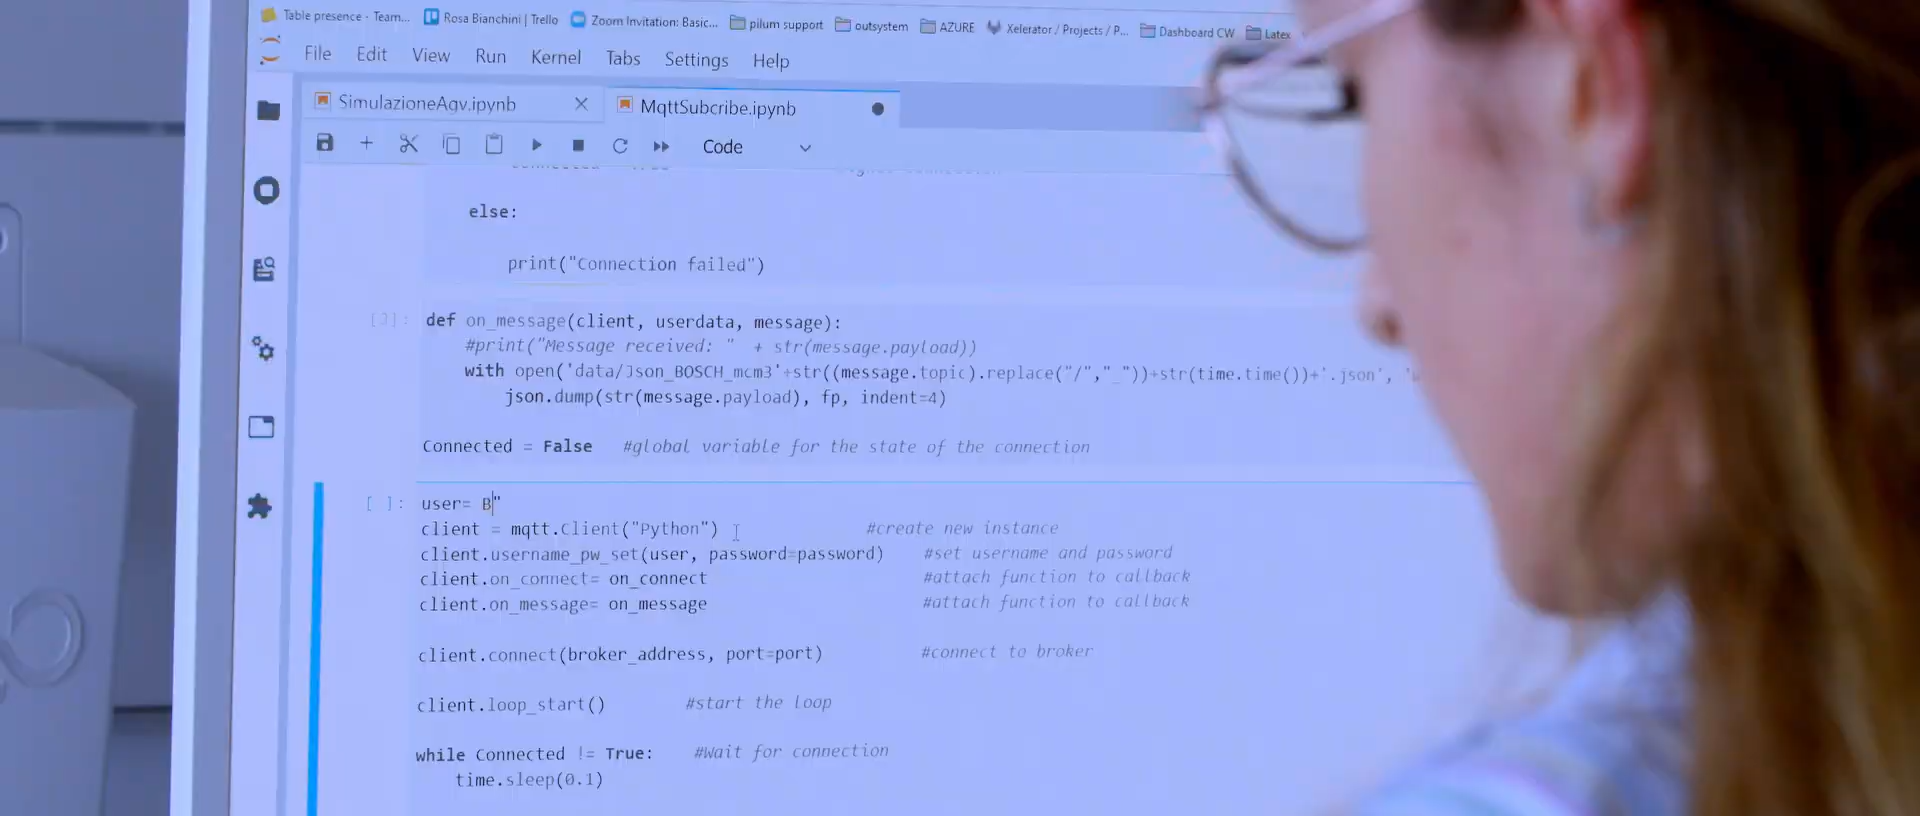 Table presence - Team...
Rosa Bianchini | Trello
Zoom Invitation: Basic...
pilum support
outsystem
AZURE
Xelerator / Projects / P...
Dashboard CW
Latex
File Edit View Run Kernel Tabs Settings Help
SimulazioneAgv.ipynb
MqttSubcribe.ipynb
Code
else:
print("Connection failed")
[3]: def on_message(client, userdata, message):
#print("Message received: " + str(message.payload))
with open('data/Json_BOSCH_mcm3'+str((message.topic).replace("/","_"))+str(time.time())+'.json',
json.dump(str(message.payload), fp, indent=4)
Connected = False #global variable for the state of the connection
[ ]: user= B"
client = mqtt.Client("Python") #create new instance
client.username_pw_set(user, password=password) #set username and password
client.on_connect= on_connect #attach function to callback
client.on_message= on_message #attach function to callback
client.connect(broker_address, port=port) #connect to broker
client.loop_start() #start the loop
while Connected != True: #Wait for connection
time.sleep(0.1)